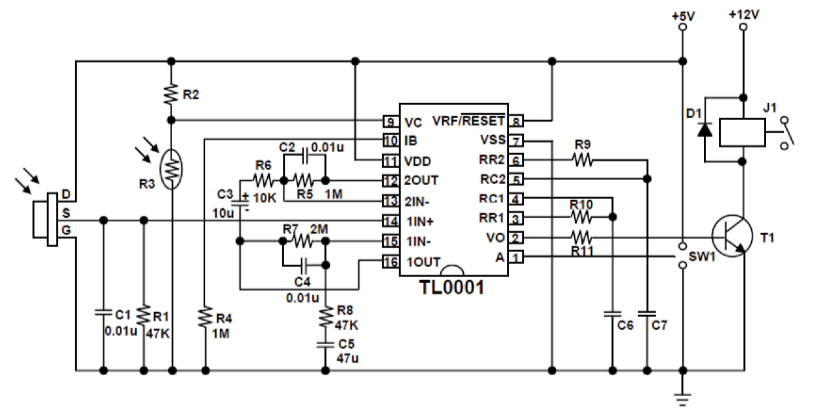 +5V +12V
R2
D1 J1
9 VC VRF/RESET 8
10 IB VSS 7
R9
C2 0.01u
11 VDD RR2 6
R3
R6
12 2OUT RC2 5
10K R5 1M
D
C3 +
10u -
13 2IN- RC1 4
R10
S
14 1IN+ RR1 3
R7 2M
G
15 1IN- VO 2
T1
R11
16 1OUT A 1
SW1
C4
0.01u
TL0001
C1
0.01u
R1
47K
R4
1M
R8
47K
C6 C7
C5
47u